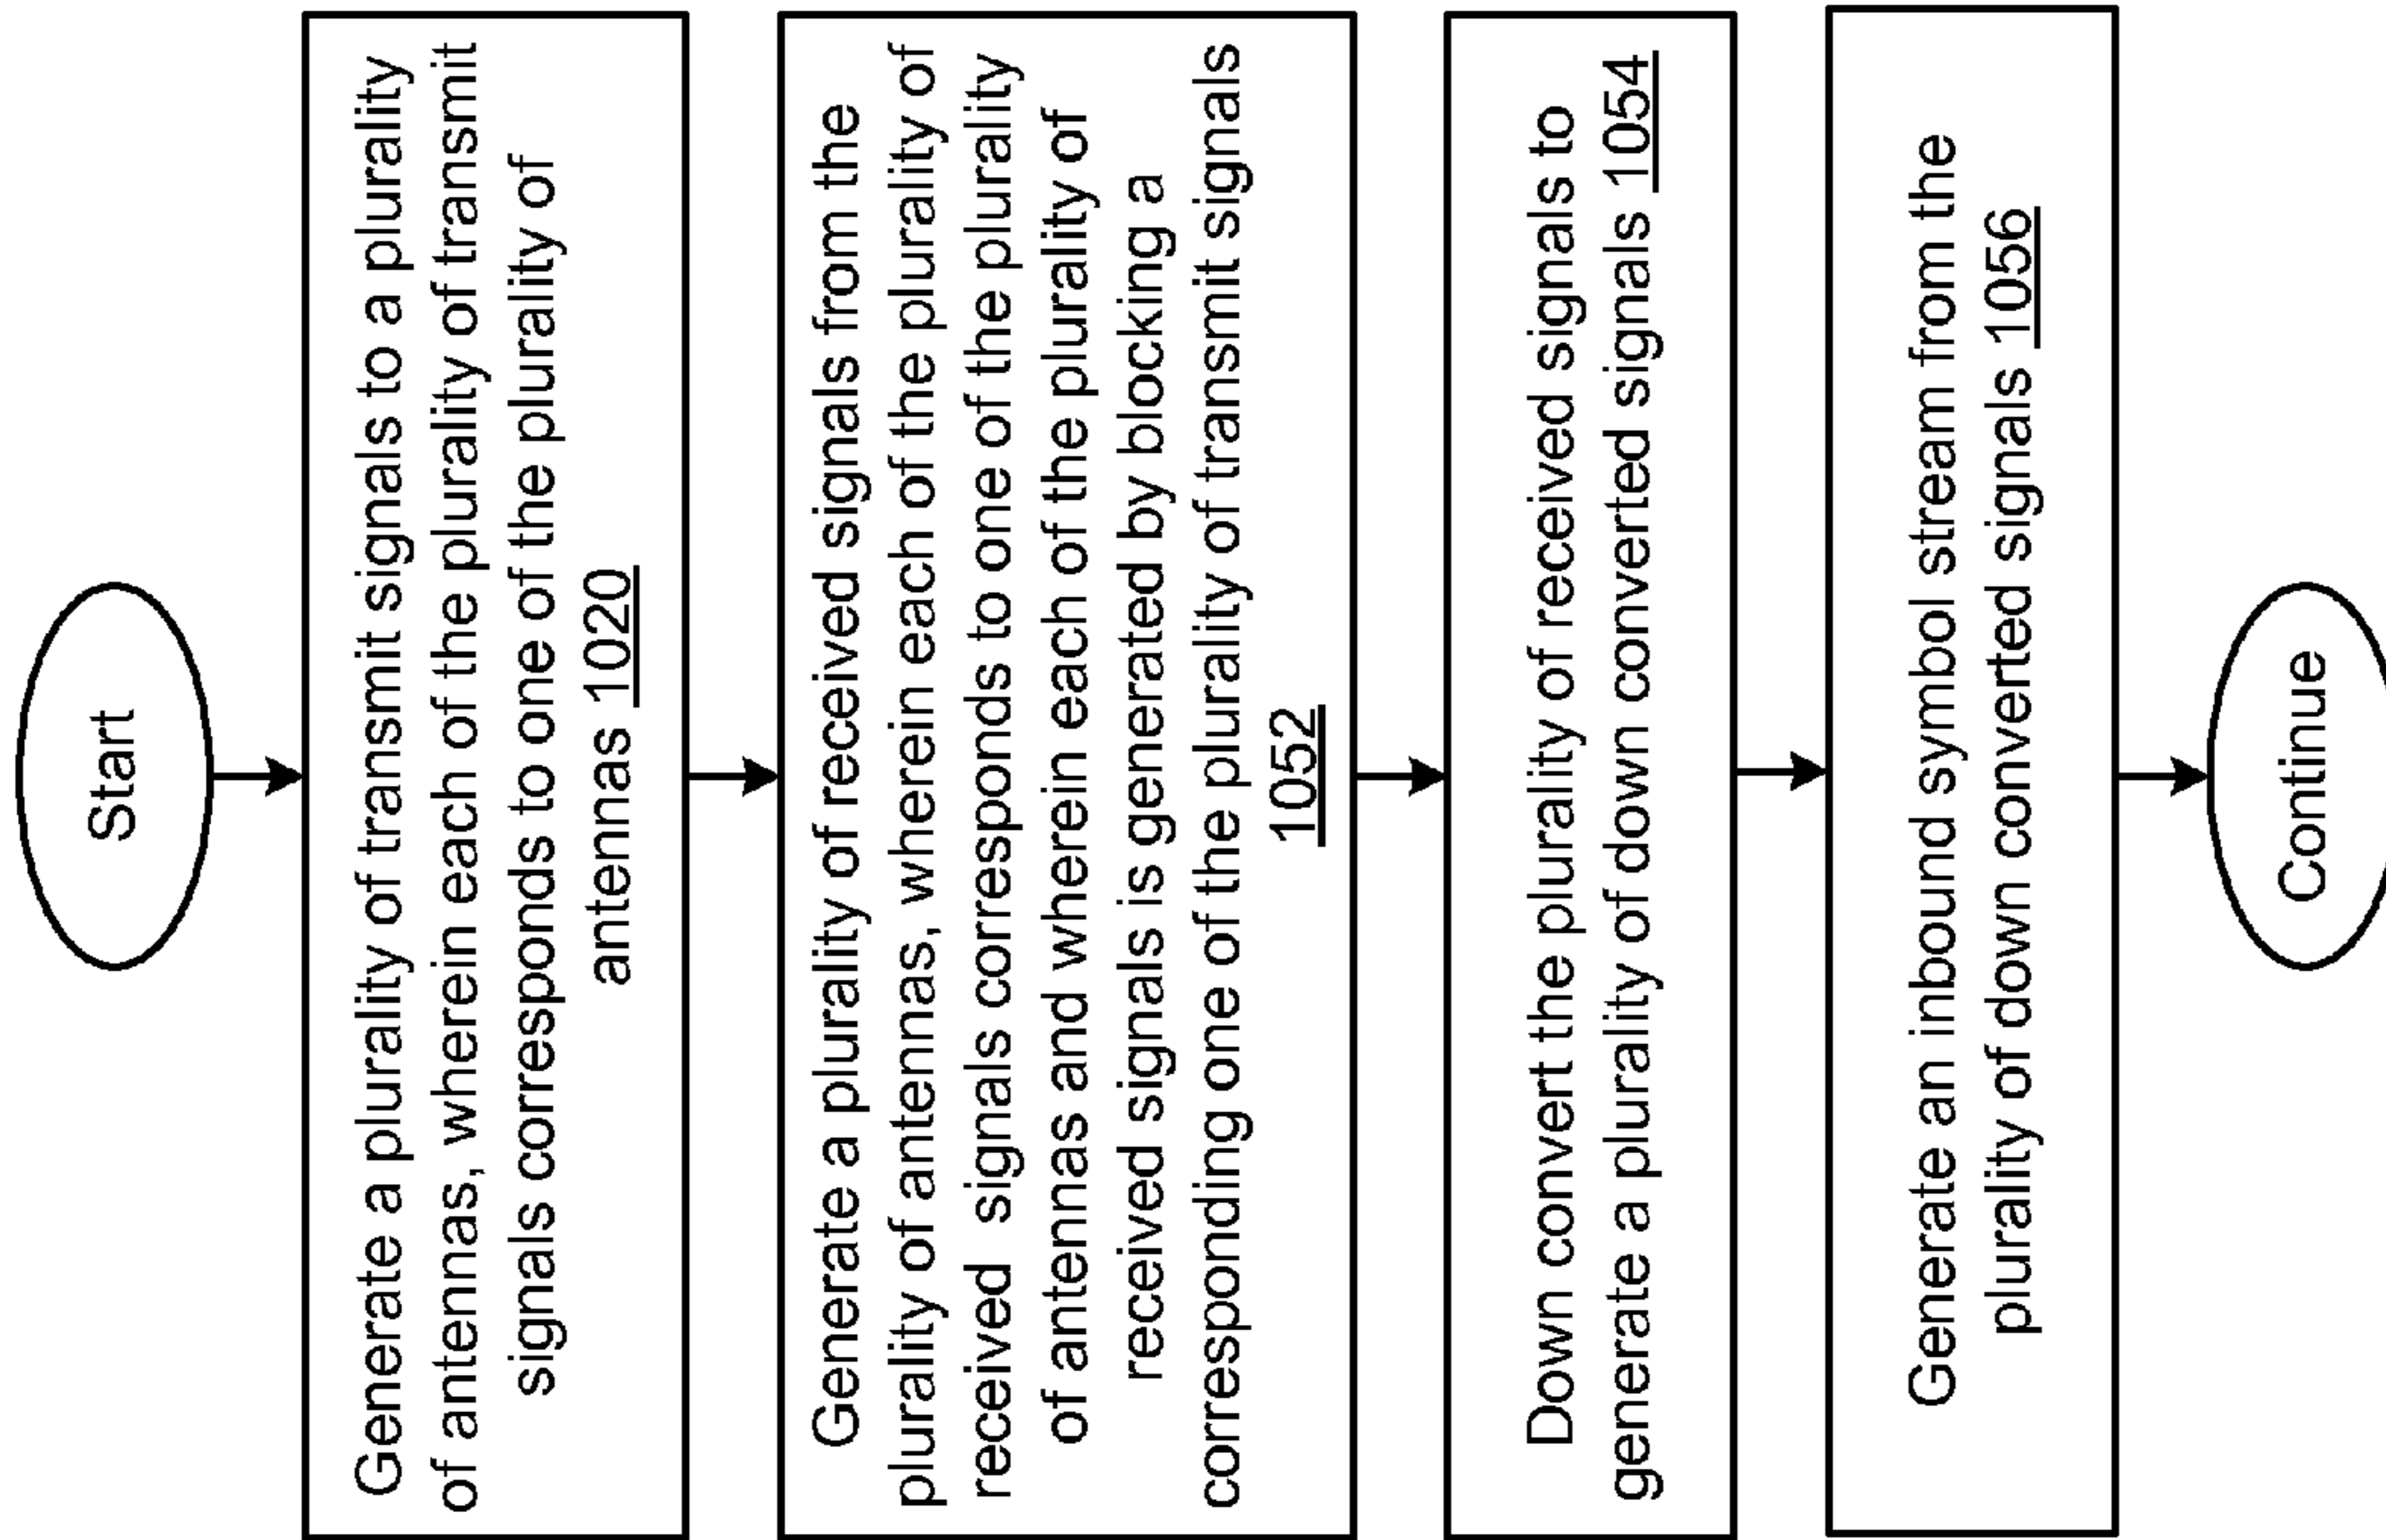 Start
Generate a plurality of transmit signals to a plurality
of antennas, wherein each of the plurality of transmit
signals corresponds to one of the plurality of
antennas 1020
Generate a plurality of received signals from the
plurality of antennas, wherein each of the plurality of
received signals corresponds to one of the plurality
of antennas and wherein each of the plurality of
received signals is generated by blocking a
corresponding one of the plurality of transmit signals
1052
Down convert the plurality of received signals to
generate a plurality of down converted signals 1054
Generate an inbound symbol stream from the
plurality of down converted signals 1056
Continue